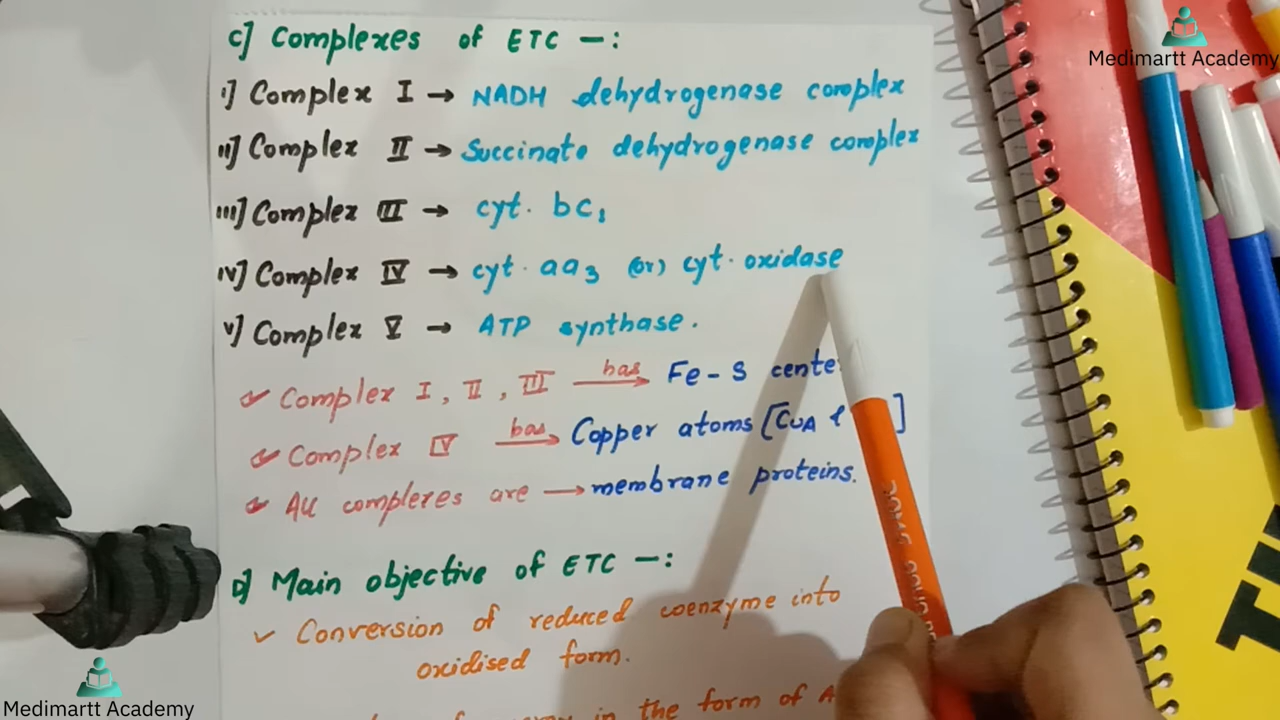 Medimartt Academy
c] Complexes of ETC -:
i] Complex I → NADH dehydrogenase complex
ii] Complex II → Succinate dehydrogenase complex
iii] Complex III → cyt. bc₁
iv] Complex IV → cyt. aa₃ (or) cyt. oxidase
v] Complex V → ATP synthase.
✓ Complex I, II, III has → Fe-S cente
✓ Complex IV has → Copper atoms [CuA & ]
✓ All complexes are → membrane proteins.
D] Main objective of ETC -:
✓ Conversion of reduced coenzyme into
oxidised form.
in the form of A
Medimartt Academy